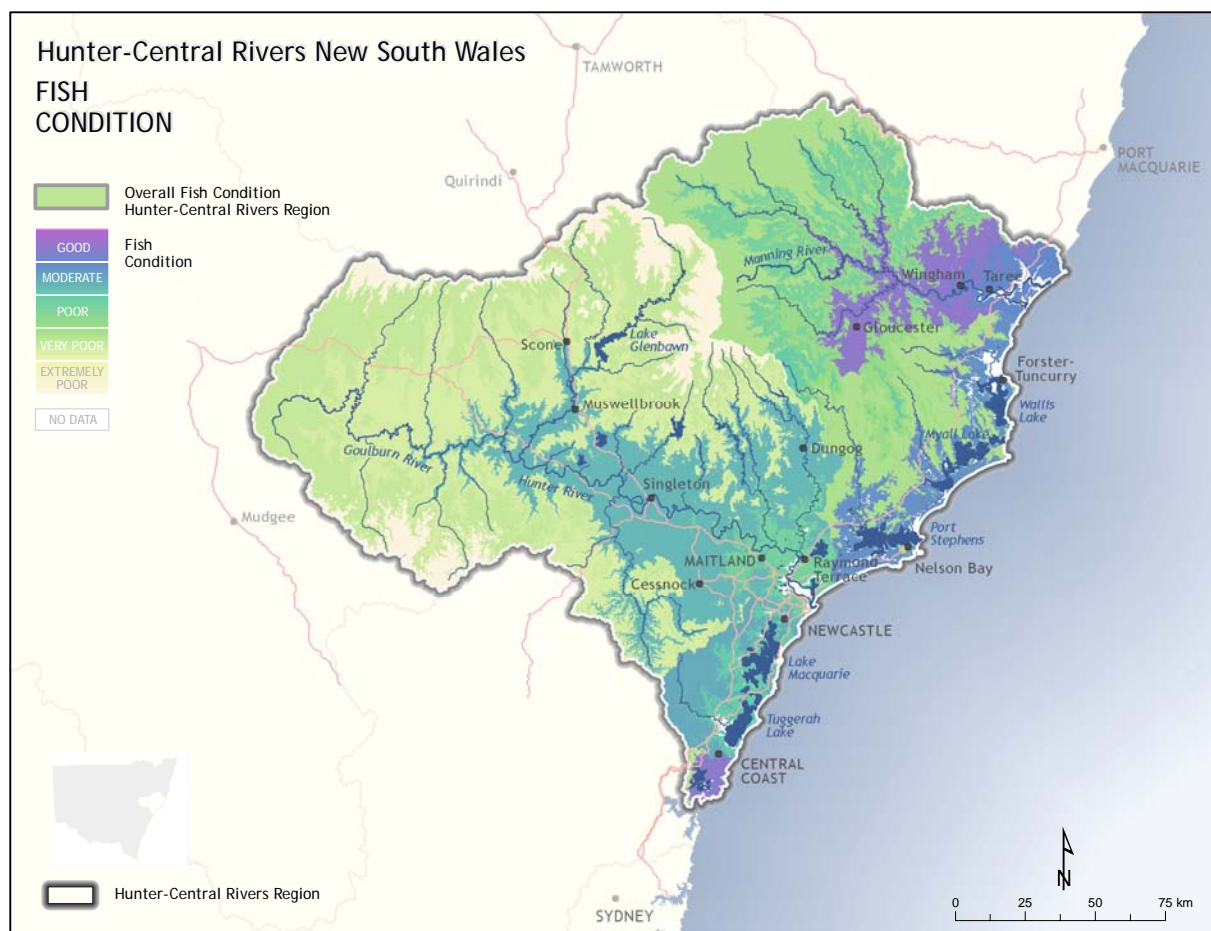 Hunter-Central Rivers New South Wales
FISH
CONDITION
Overall Fish Condition
Hunter-Central Rivers Region
GOOD
MODERATE
POOR
VERY POOR
EXTREMELY
POOR
NO DATA
Fish
Condition
TAMWORTH
PORT
MACQUARIE
Quirindi
Manning River
Wingham
Taree
Gloucester
Lake
Glenbawn
Scone
Forster-
Tuncurry
Wallis
Lake
Muswellbrook
Myall Lake
Goulburn River
Dungog
Hunter River
Singleton
Mudgee
Port
Stephens
MAITLAND
Raymond
Terrace
Nelson Bay
Cessnock
NEWCASTLE
Lake
Macquarie
Tuggerah
Lake
CENTRAL
COAST
Hunter-Central Rivers Region
SYDNEY
N
0 25 50 75 km